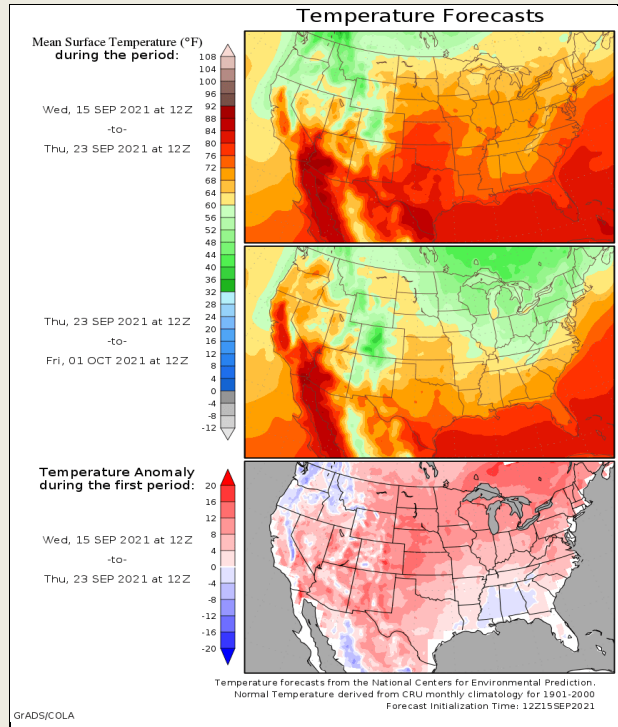 Temperature Forecasts
Mean Surface Temperature (°F)
during the period:
Wed, 15 SEP 2021 at 12Z
-to-
Thu, 23 SEP 2021 at 12Z
108
104
100
96
92
88
84
80
76
72
68
64
60
56
52
48
44
40
36
32
28
24
20
16
12
8
4
0
-4
-8
-12
Thu, 23 SEP 2021 at 12Z
-to-
Fri, 01 OCT 2021 at 12Z
Temperature Anomaly
during the first period:
Wed, 15 SEP 2021 at 12Z
-to-
Thu, 23 SEP 2021 at 12Z
20
16
12
8
4
0
-4
-8
-12
-16
-20
Temperature forecasts from the National Centers for Environmental Prediction.
Normal Temperature derived from CRU monthly climatology for 1901-2000
Forecast Initialization Time: 12Z15SEP2021
GrADS/COLA